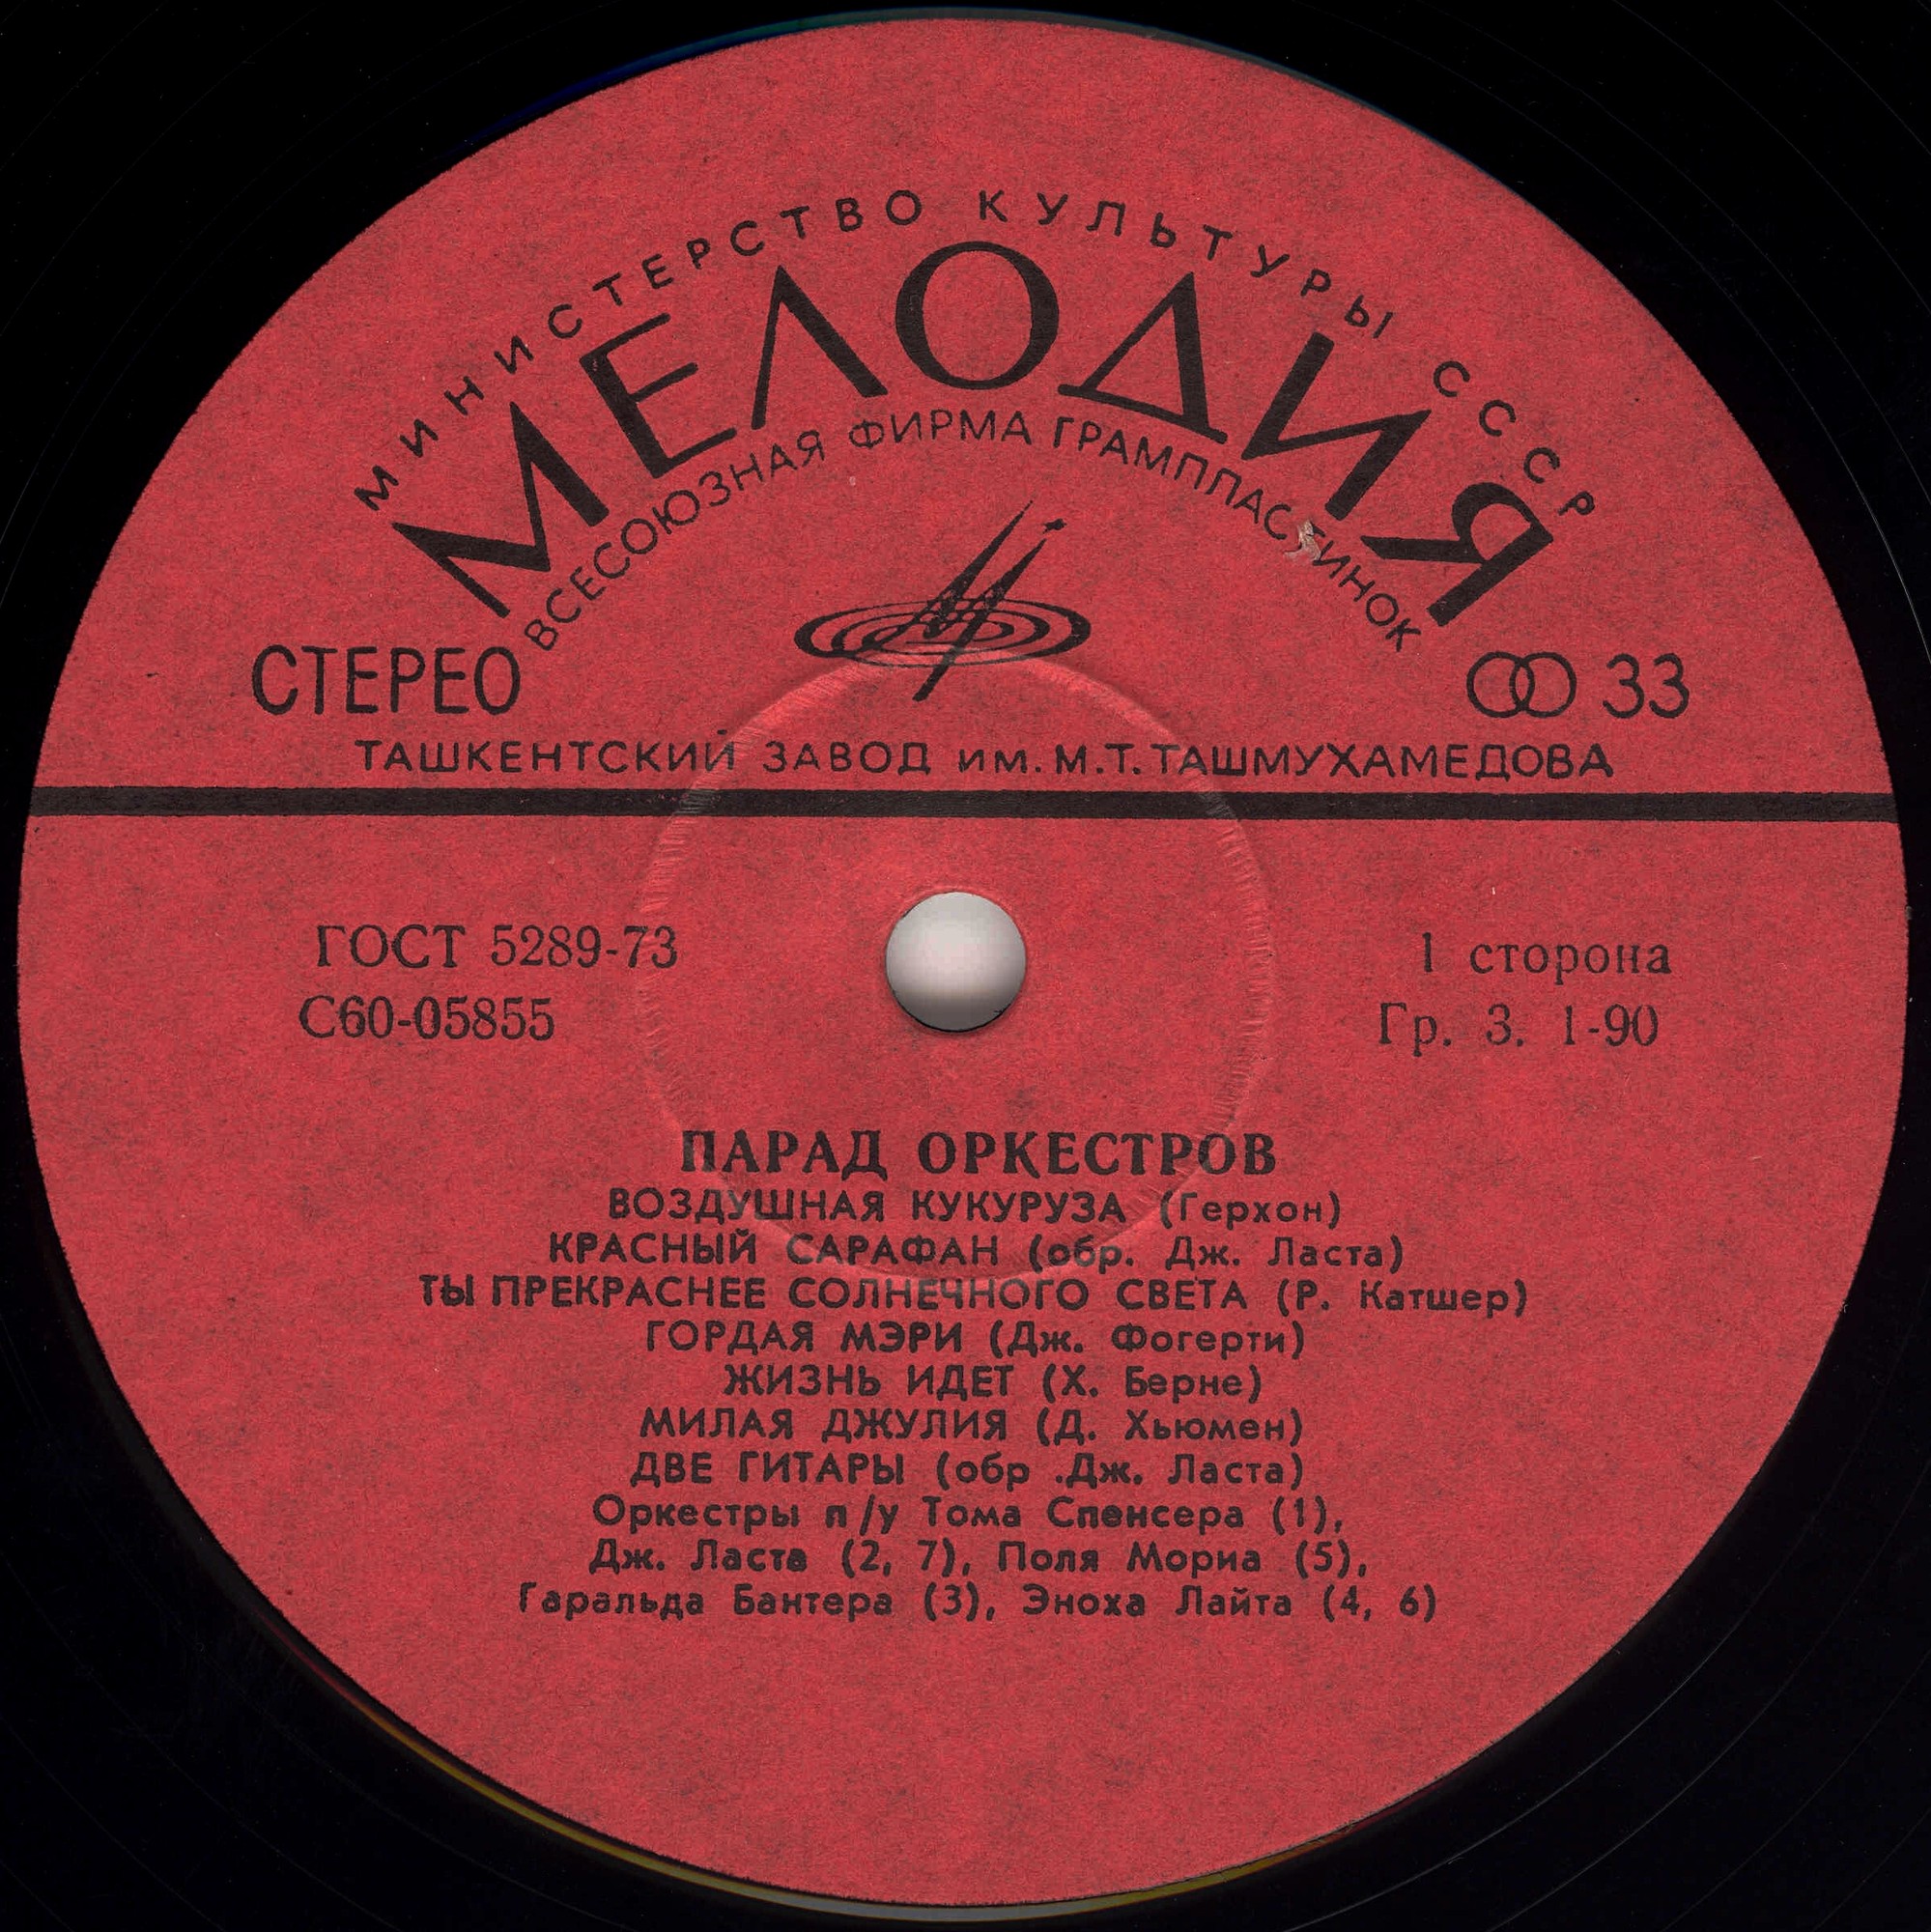 МИНИСТЕРСТВО КУЛЬТУРЫ СССР
МЕЛОДИЯ
ВСЕСОЮЗНАЯ ФИРМА ГРАМПЛАСТИНОК
СТЕРЕО
33
ТАШКЕНТСКИЙ ЗАВОД им. М.Т. ТАШМУХАМЕДОВА
ГОСТ 5289-73
1 сторона
С60-05855
Гр. 3. 1-90
ПАРАД ОРКЕСТРОВ
ВОЗДУШНАЯ КУКУРУЗА (Герхон)
КРАСНЫЙ САРАФАН (обр. Дж. Ласта)
ТЫ ПРЕКРАСНЕЕ СОЛНЕЧНОГО СВЕТА (Р. Катшер)
ГОРДАЯ МЭРИ (Дж. Фогерти)
ЖИЗНЬ ИДЕТ (Х. Берне)
МИЛАЯ ДЖУЛИЯ (Д. Хьюмен)
ДВЕ ГИТАРЫ (обр .Дж. Ласта)
Оркестры п/у Тома Спенсера (1),
Дж. Ласта (2, 7), Поля Мориа (5),
Гаральда Бантера (3), Эноха Лайта (4, 6)